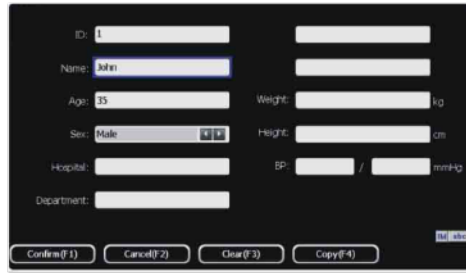 ID: 1
Name: John
Age: 35 Weight: kg
Sex: Male Height: cm
Hospital: BP: / mmHg
Department:
abc
Confirm(F1) Cancel(F2) Clear(F3) Copy(F4)